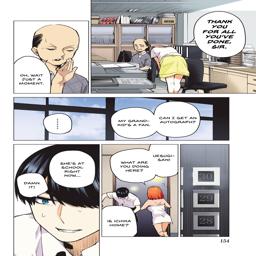 THANK
YOU
FOR ALL
YOU'VE
DONE,
SIR.
OH, WAIT
JUST A
MOMENT.
CAN I GET AN
AUTOGRAPH?
MY GRAND-
KID'S A FAN.
......
UESUGI-
SAN!
WHAT ARE
YOU DOING
HERE?
IS ICHIKA
HOME?
SHE'S AT
SCHOOL
RIGHT
NOW...
DAMN
IT!
154